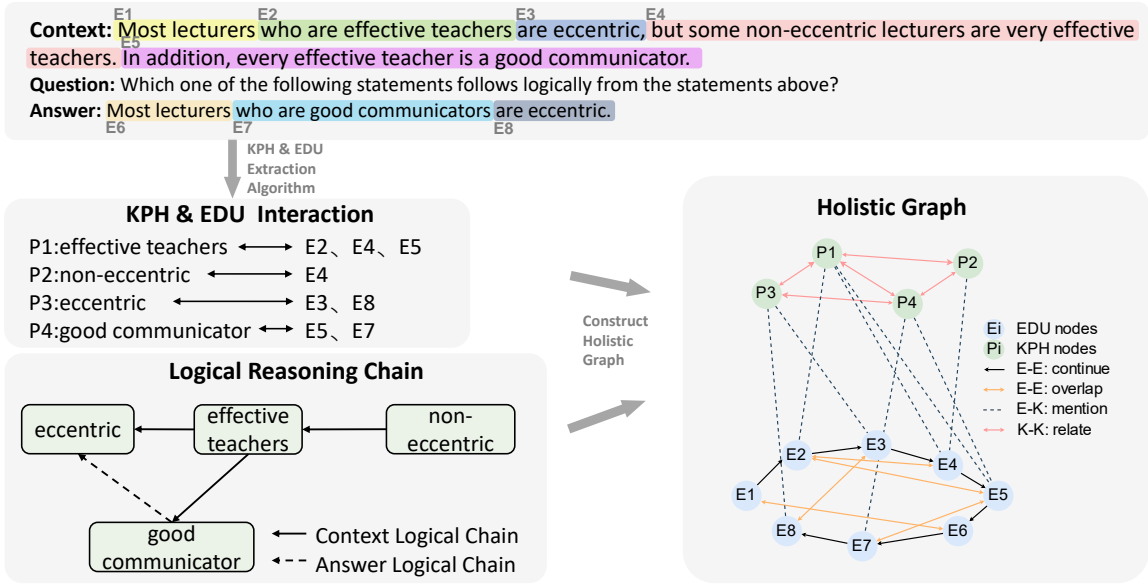 E1 E2 E3 E4
Context: Most lecturers who are effective teachers are eccentric, but some non-eccentric lecturers are very effective
E5
teachers. In addition, every effective teacher is a good communicator.
Question: Which one of the following statements follows logically from the statements above?
Answer: Most lecturers who are good communicators are eccentric.
E6 E7 E8
KPH & EDU
Extraction
Algorithm
KPH & EDU Interaction
P1:effective teachers E2、E4、E5
P2:non-eccentric E4
P3:eccentric E3、E8
P4:good communicator E5、E7
Logical Reasoning Chain
eccentric
effective
teachers
non-
eccentric
good
communicator
Context Logical Chain
Answer Logical Chain
Construct
Holistic
Graph
Holistic Graph
P1
P2
P3
P4
E3
E2
E4
E1
E5
E8
E6
E7
Ei EDU nodes
Pi KPH nodes
E-E: continue
E-E: overlap
E-K: mention
K-K: relate